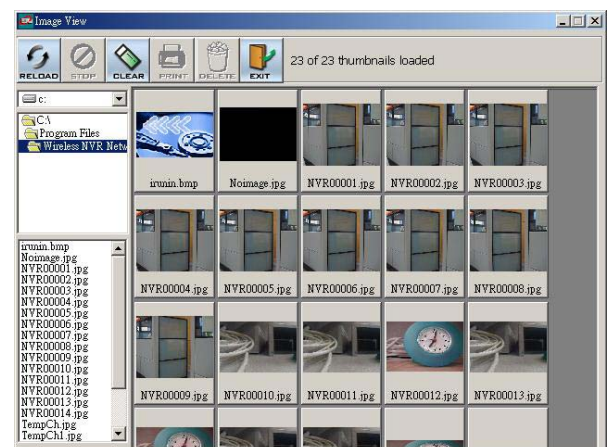 Image View
RELOAD STOP CLEAR PRINT DELETE EXIT 23 of 23 thumbnails loaded
c:
C:\
Program Files
Wireless NVR Netw
irunin.bmp Noimage.jpg NVR00001.jpg NVR00002.jpg NVR00003.jpg
NVR00004.jpg NVR00005.jpg NVR00006.jpg NVR00007.jpg NVR00008.jpg
NVR00009.jpg NVR00010.jpg NVR00011.jpg NVR00012.jpg NVR00013.jpg
irunin.bmp
Noimage.jpg
NVR00001.jpg
NVR00002.jpg
NVR00003.jpg
NVR00004.jpg
NVR00005.jpg
NVR00006.jpg
NVR00007.jpg
NVR00008.jpg
NVR00009.jpg
NVR00010.jpg
NVR00011.jpg
NVR00012.jpg
NVR00013.jpg
NVR00014.jpg
TempCh.jpg
TempCh1.jpg